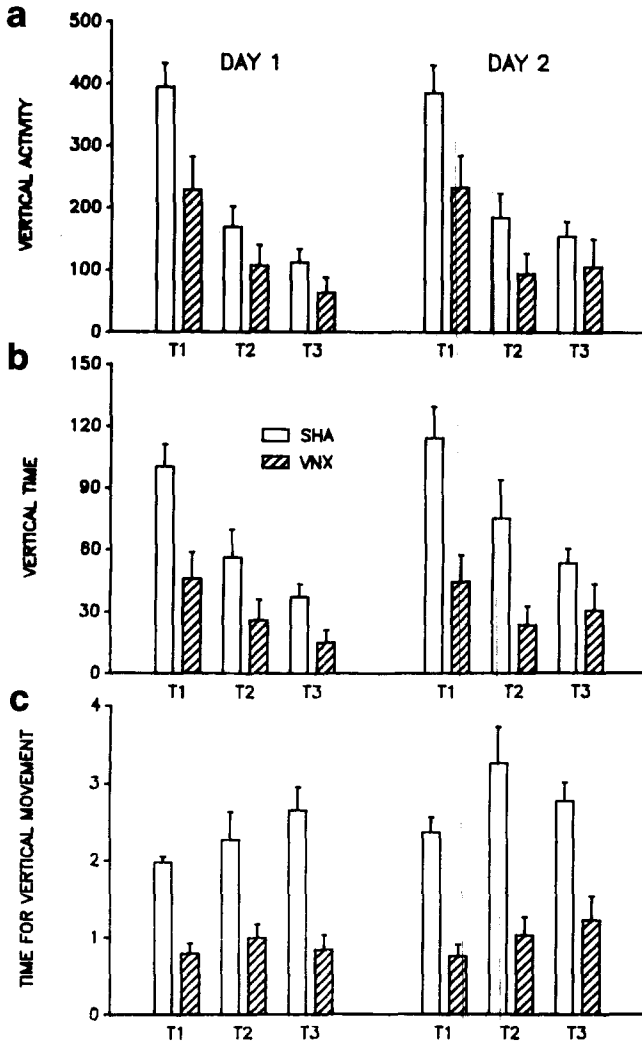 a
500
DAY 1 DAY 2
400
300
200
100
0
VERTICAL ACTIVITY
T1 T2 T3 T1 T2 T3
b
150
120
SHA
VNX
90
60
30
0
VERTICAL TIME
T1 T2 T3 T1 T2 T3
c
4
3
2
1
0
TIME FOR VERTICAL MOVEMENT
T1 T2 T3 T1 T2 T3